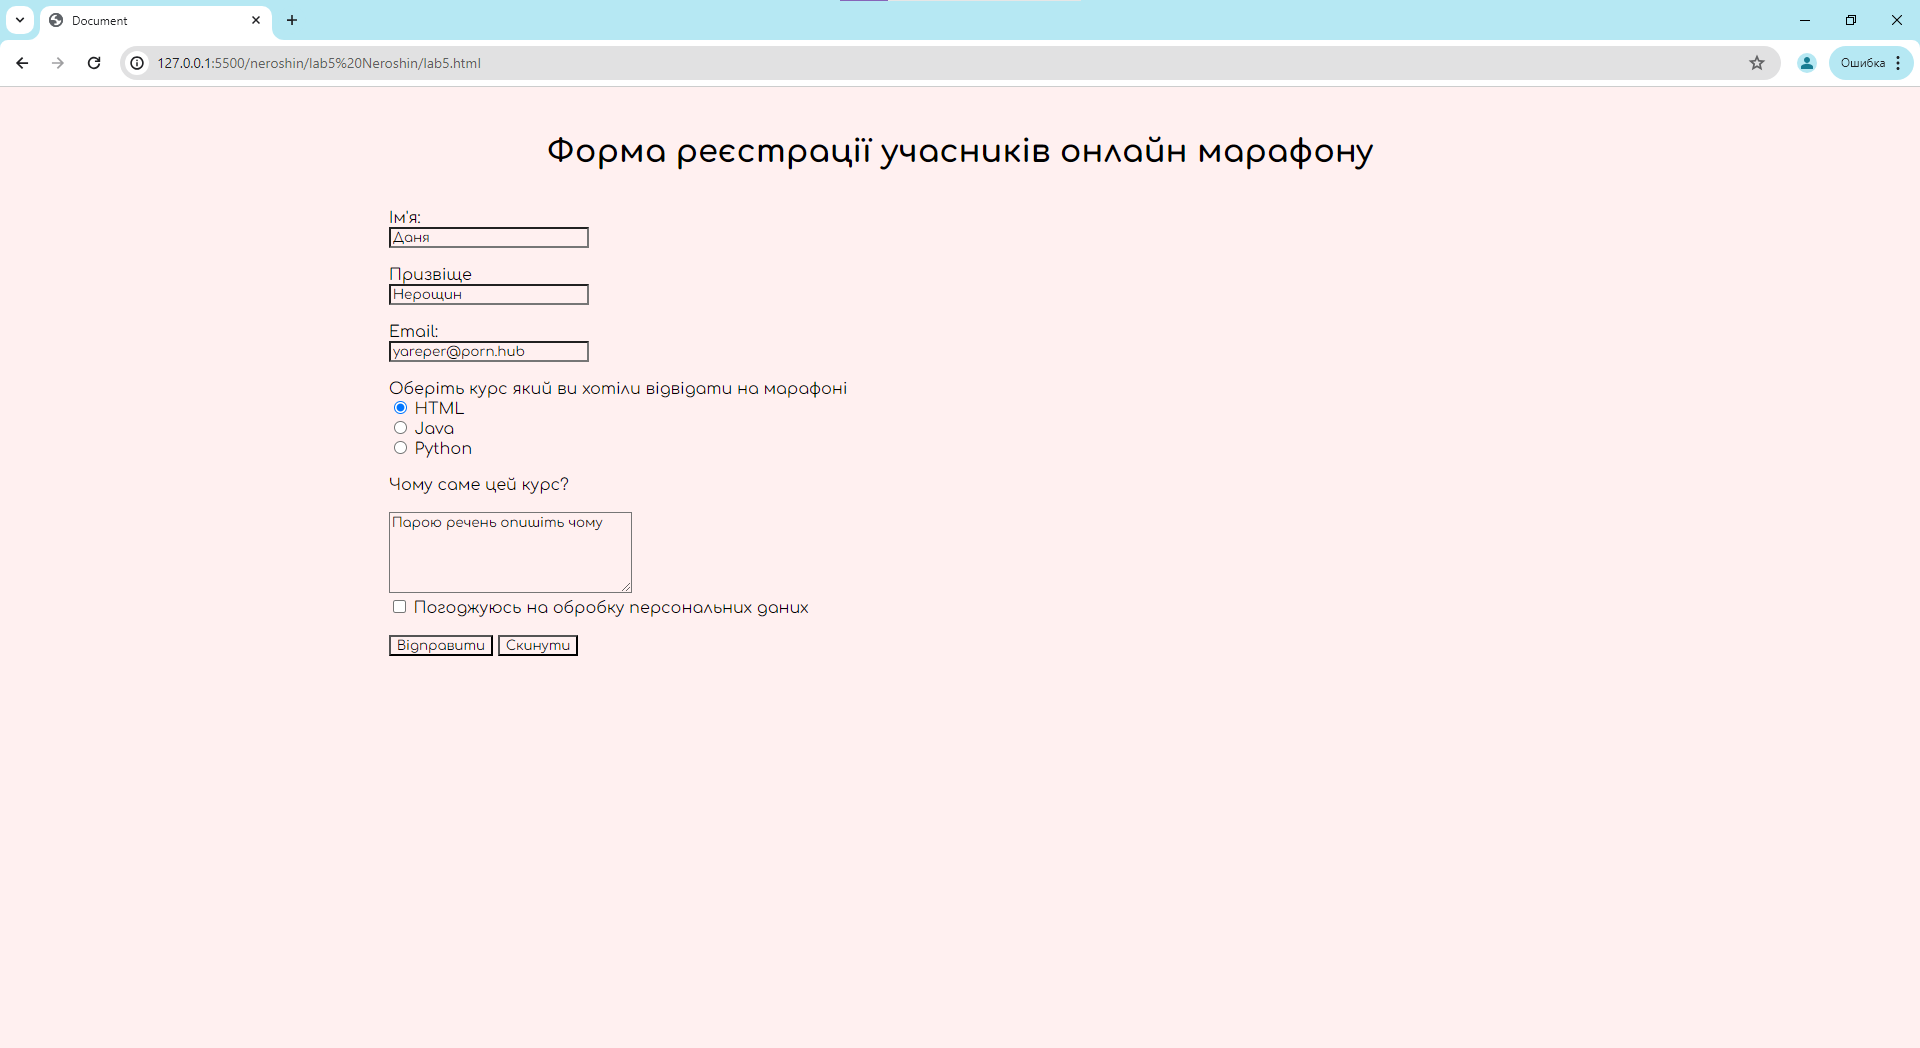 Document
127.0.0.1:5500/neroshin/lab5%20Neroshin/lab5.html
Ошибка
Форма реєстрації учасників онлайн марафону
Ім'я:
Даня
Призвіще
Нерощин
Email:
yareper@porn.hub
Оберіть курс який ви хотіли відвідати на марафоні
HTML
Java
Python
Чому саме цей курс?
Парою речень опишіть чому
Погоджуюсь на обробку персональних даних
Відправити Скинути